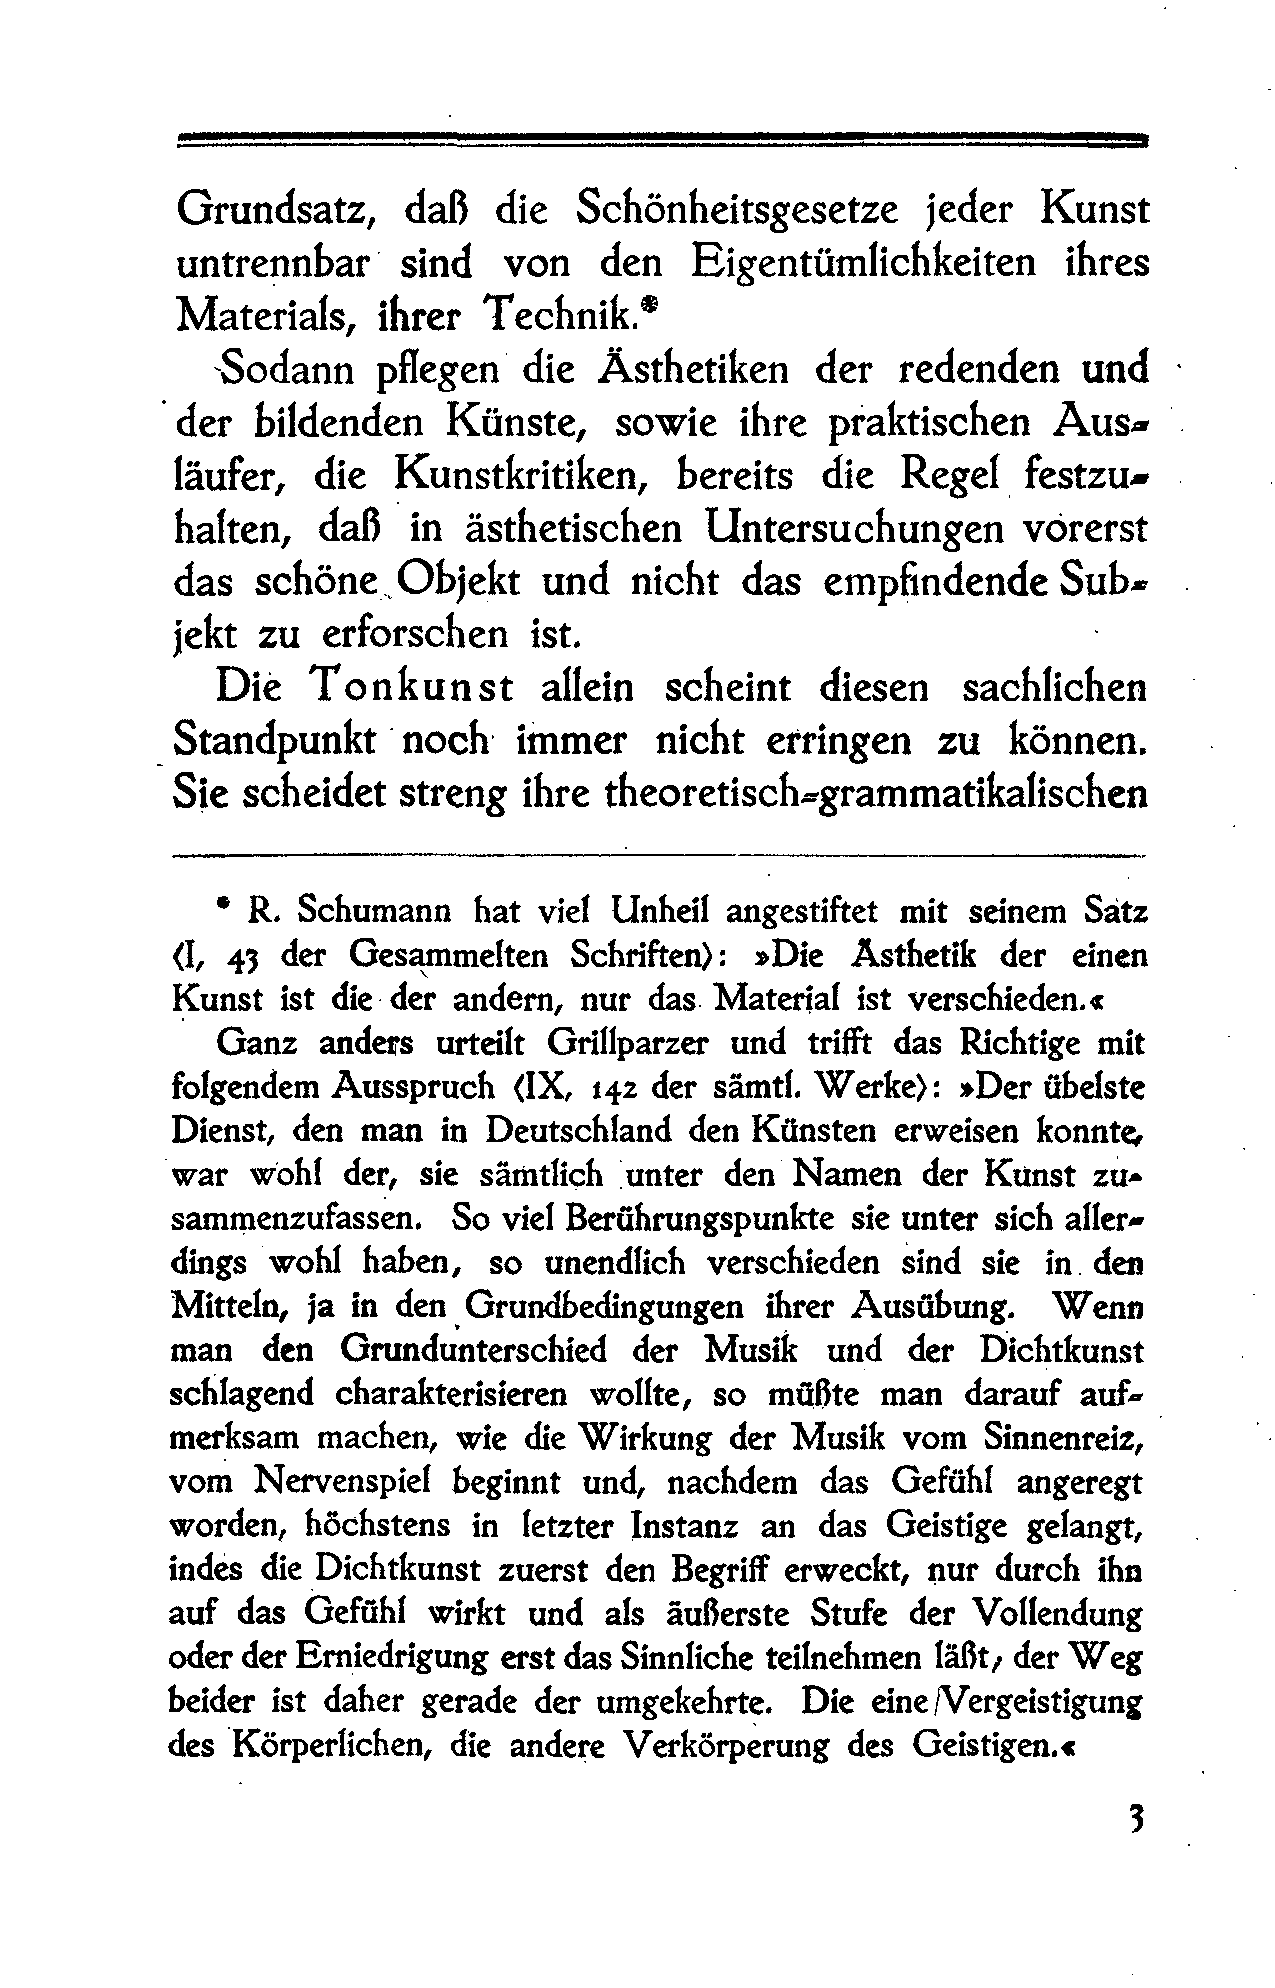 Grundsatz, daß die Schönheitsgesetze jeder Kunst
untrennbar sind von den Eigentümlichkeiten ihres
Materials, ihrer Technik.*
Sodann pflegen die Ästhetiken der redenden und
der bildenden Künste, sowie ihre praktischen Aus-
läufer, die Kunstkritiken, bereits die Regel festzu-
halten, daß in ästhetischen Untersuchungen vorerst
das schöne Objekt und nicht das empfindende Sub-
jekt zu erforschen ist.
Die Tonkunst allein scheint diesen sachlichen
Standpunkt noch immer nicht erringen zu können.
Sie scheidet streng ihre theoretisch-grammatikalischen
* R. Schumann hat viel Unheil angestiftet mit seinem Satz
(I, 43 der Gesammelten Schriften): »Die Ästhetik der einen
Kunst ist die der andern, nur das Material ist verschieden.«
Ganz anders urteilt Grillparzer und trifft das Richtige mit
folgendem Ausspruch (IX, 142 der sämtl. Werke): »Der übelste
Dienst, den man in Deutschland den Künsten erweisen konnte,
war wohl der, sie sämtlich unter den Namen der Kunst zu-
sammenzufassen. So viel Berührungspunkte sie unter sich aller-
dings wohl haben, so unendlich verschieden sind sie in den
Mitteln, ja in den Grundbedingungen ihrer Ausübung. Wenn
man den Grundunterschied der Musik und der Dichtkunst
schlagend charakterisieren wollte, so müßte man darauf auf-
merksam machen, wie die Wirkung der Musik vom Sinnenreiz,
vom Nervenspiel beginnt und, nachdem das Gefühl angeregt
worden, höchstens in letzter Instanz an das Geistige gelangt,
indes die Dichtkunst zuerst den Begriff erweckt, nur durch ihn
auf das Gefühl wirkt und als äußerste Stufe der Vollendung
oder der Erniedrigung erst das Sinnliche teilnehmen läßt; der Weg
beider ist daher gerade der umgekehrte. Die eine Vergeistigung
des Körperlichen, die andere Verkörperung des Geistigen.«
3